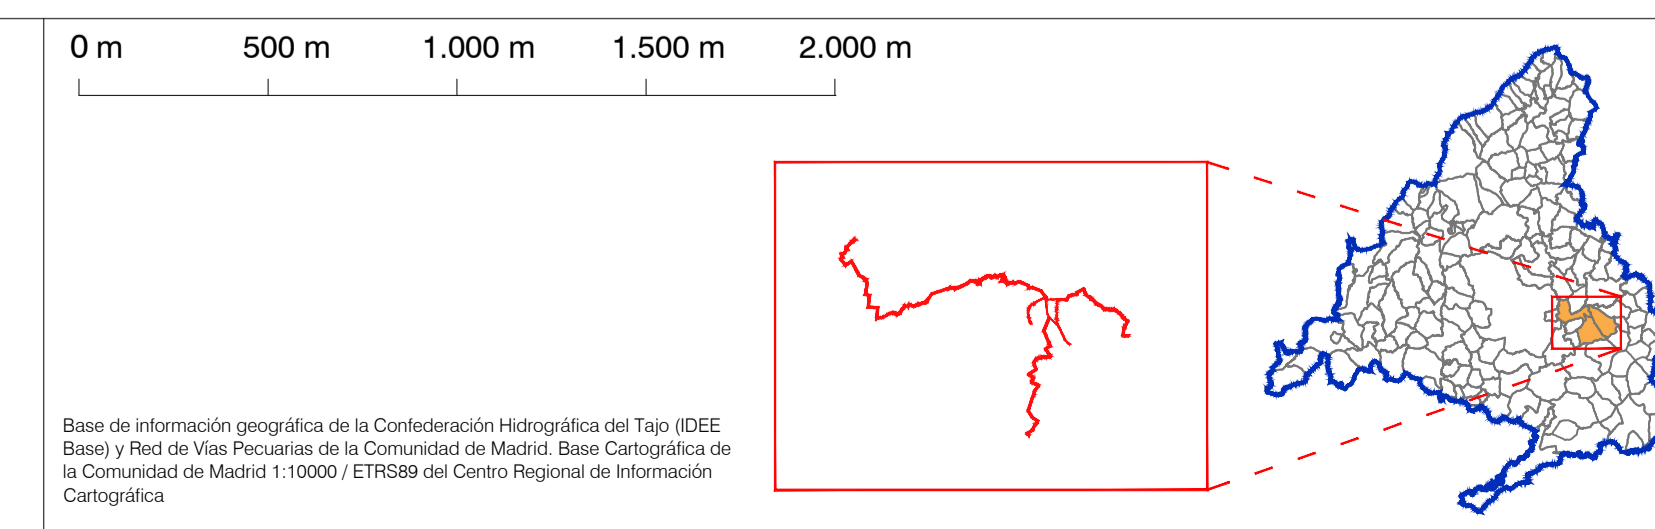 0 m 500 m 1.000 m 1.500 m 2.000 m
Base de información geográfica de la Confederación Hidrográfica del Tajo (IDEE
Base) y Red de Vías Pecuarias de la Comunidad de Madrid. Base Cartográfica de
la Comunidad de Madrid 1:10000 / ETRS89 del Centro Regional de Información
Cartográfica